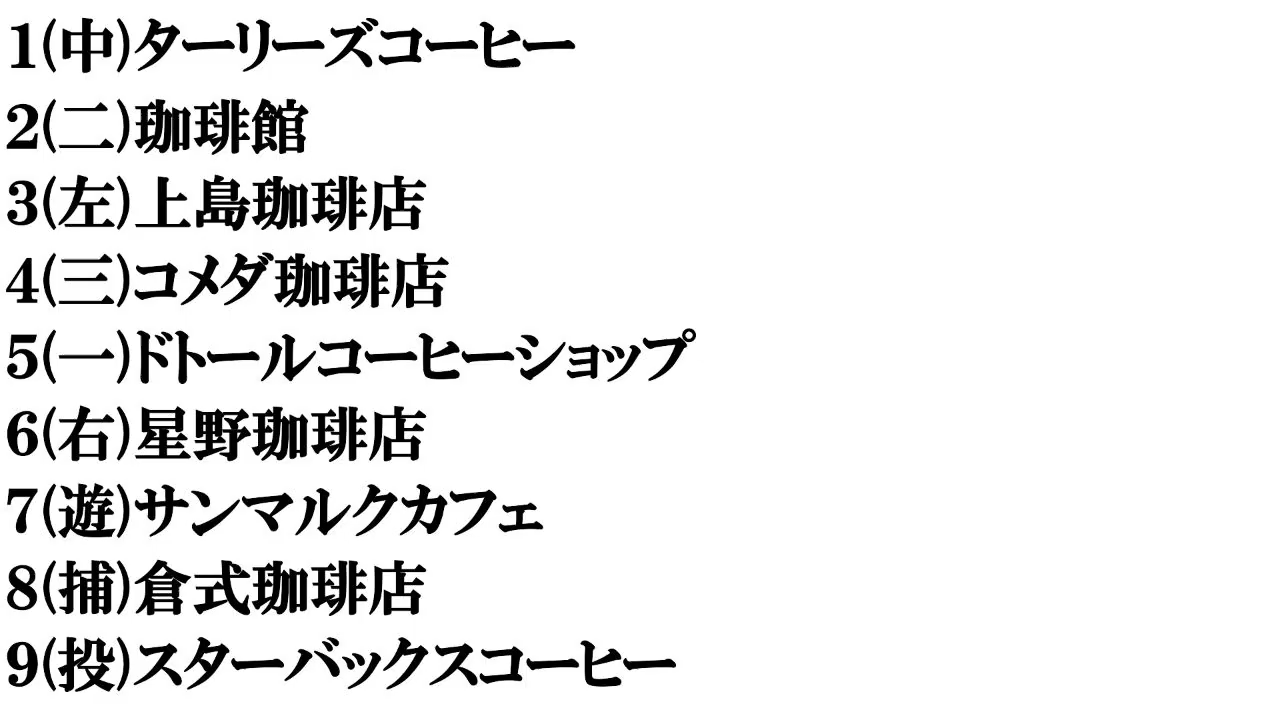 1(中)ターリーズコーヒー
2(二)珈琲館
3(左)上島珈琲店
4(三)コメダ珈琲店
5(一)ドトールコーヒーショップ
6(右)星野珈琲店
7(遊)サンマルクカフェ
8(捕)倉式珈琲店
9(投)スターバックスコーヒー